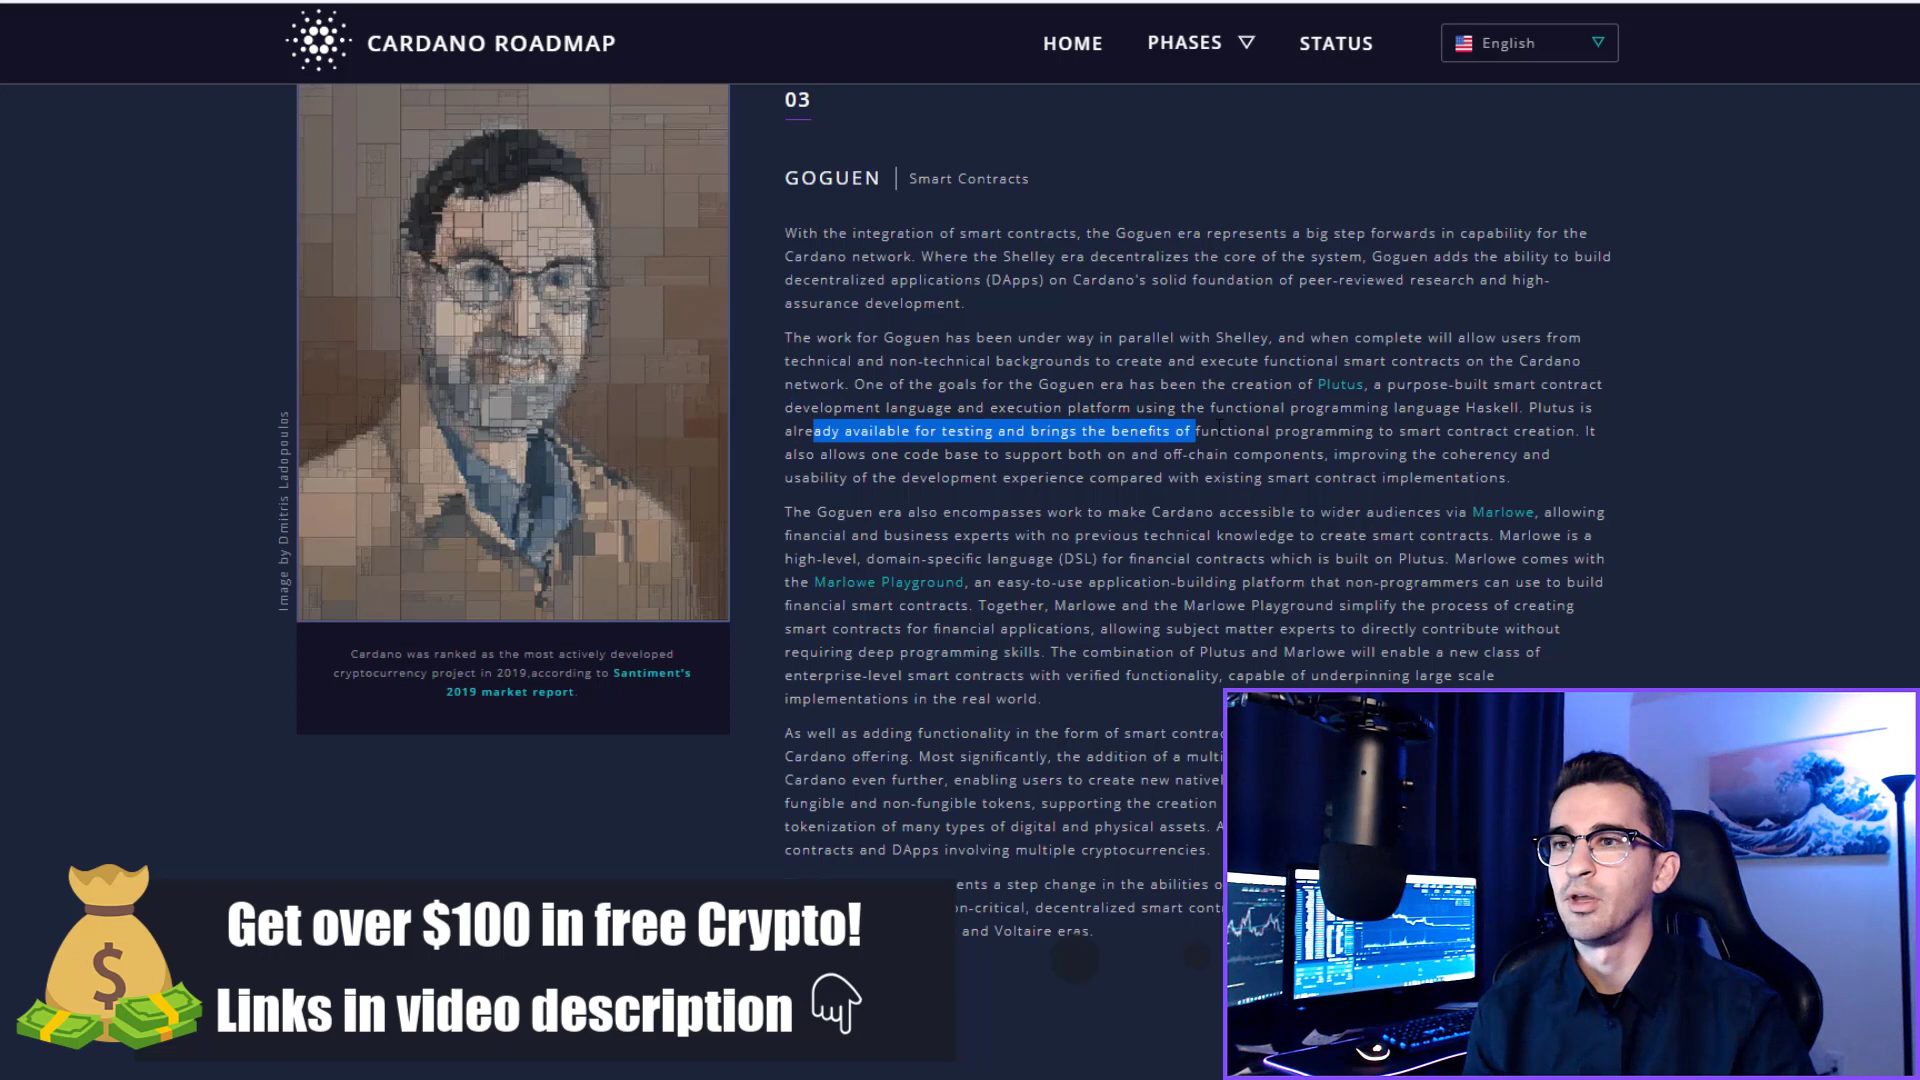 CARDANO ROADMAP
HOME
PHASES
STATUS
English
03
GOGUEN
Smart Contracts
With the integration of smart contracts, the Goguen era represents a big step forwards in capability for the
Cardano network. Where the Shelley era decentralizes the core of the system, Goguen adds the ability to build
decentralized applications (DApps) on Cardano's solid foundation of peer-reviewed research and high-
assurance development.
The work for Goguen has been under way in parallel with Shelley, and when complete will allow users from
technical and non-technical backgrounds to create and execute functional smart contracts on the Cardano
network. One of the goals for the Goguen era has been the creation of Plutus, a purpose-built smart contract
development language and execution platform using the functional programming language Haskell. Plutus is
already available for testing and brings the benefits of functional programming to smart contract creation. It
also allows one code base to support both on and off-chain components, improving the coherency and
usability of the development experience compared with existing smart contract implementations.
The Goguen era also encompasses work to make Cardano accessible to wider audiences via Marlowe, allowing
financial and business experts with no previous technical knowledge to create smart contracts. Marlowe is a
high-level, domain-specific language (DSL) for financial contracts which is built on Plutus. Marlowe comes with
the Marlowe Playground, an easy-to-use application-building platform that non-programmers can use to build
financial smart contracts. Together, Marlowe and the Marlowe Playground simplify the process of creating
smart contracts for financial applications, allowing subject matter experts to directly contribute without
requiring deep programming skills. The combination of Plutus and Marlowe will enable a new class of
enterprise-level smart contracts with verified functionality, capable of underpinning large scale
implementations in the real world.
As well as adding functionality in the form of smart contrac
Cardano offering. Most significantly, the addition of a multi
Cardano even further, enabling users to create new nativel
fungible and non-fungible tokens, supporting the creation
tokenization of many types of digital and physical assets. A
contracts and DApps involving multiple cryptocurrencies.
ents a step change in the abilities o
on-critical, decentralized smart cont
and Voltaire eras.
Image by Dmitris Ladopoulos
Cardano was ranked as the most actively developed
cryptocurrency project in 2019,according to Santiment's
2019 market report.
Get over $100 in free Crypto!
Links in video description